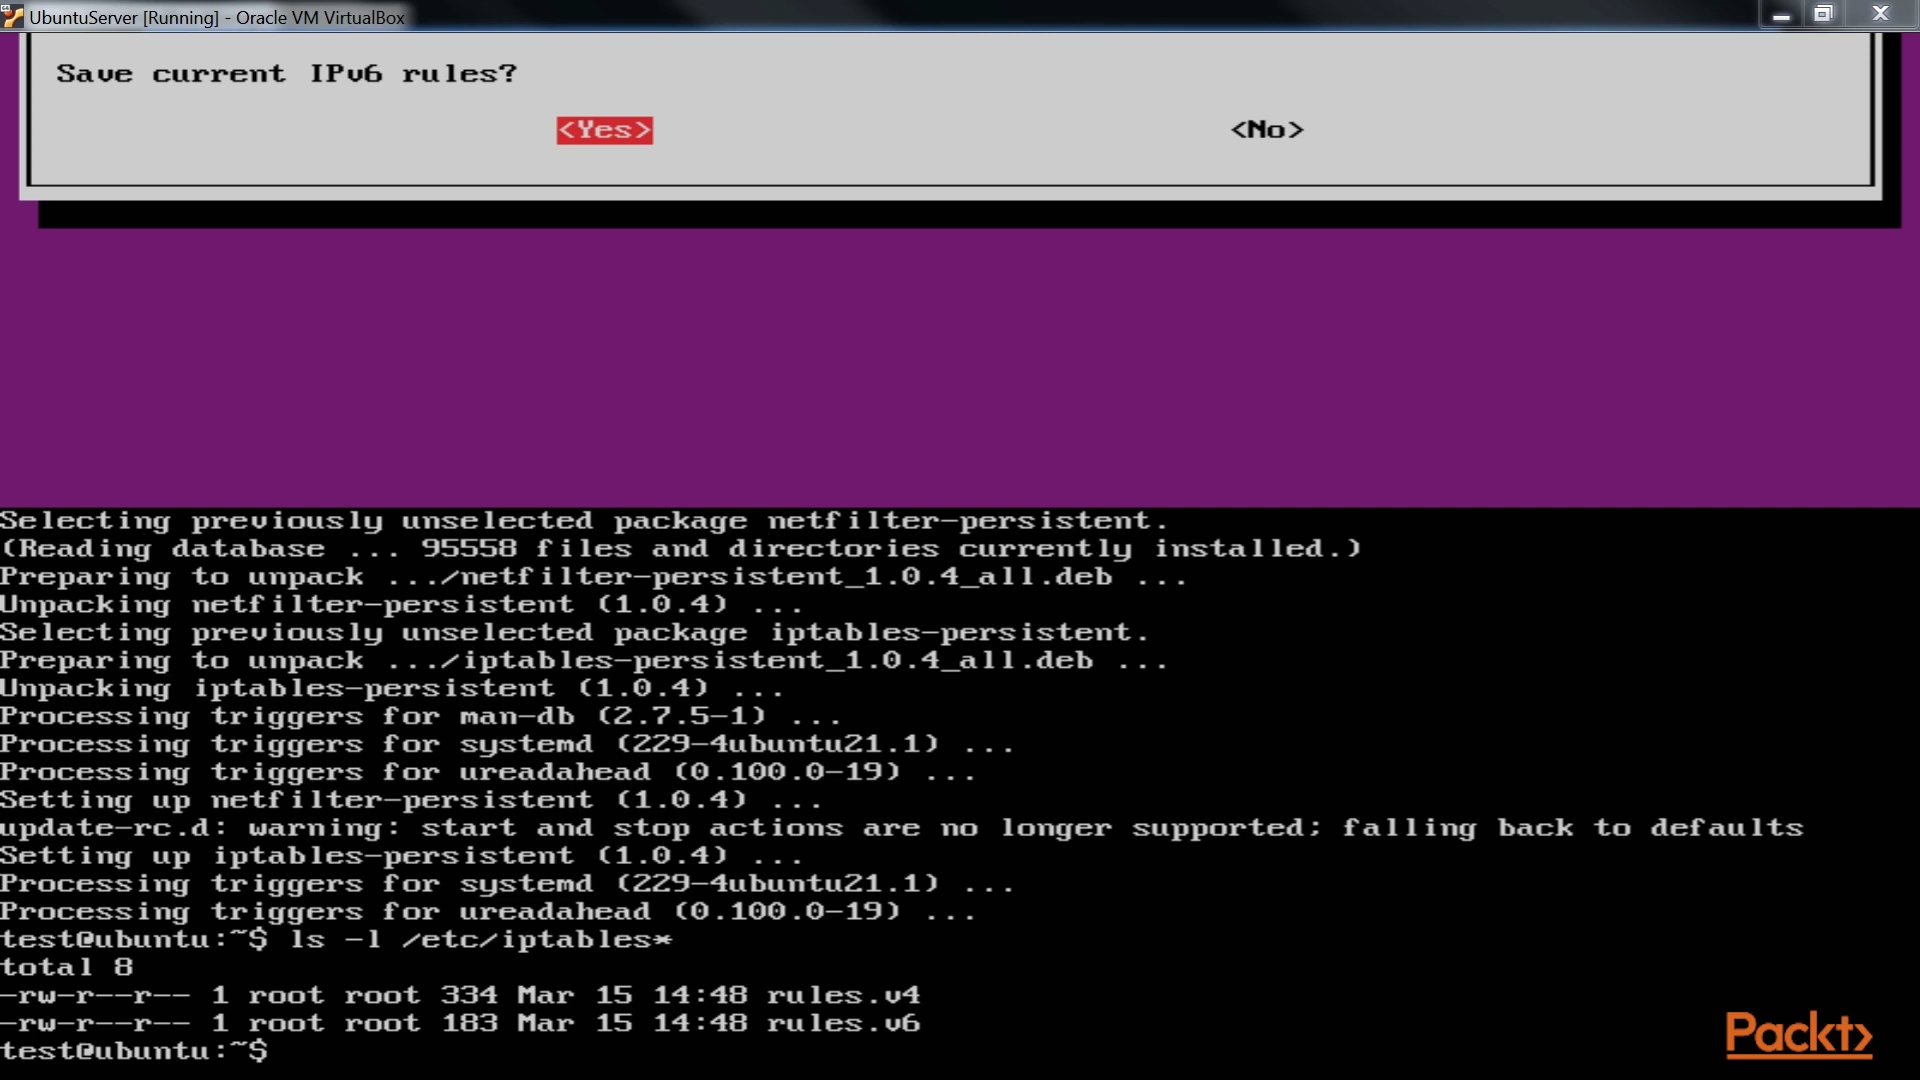 UbuntuServer [Running] - Oracle VM VirtualBox
Save current IPv6 rules?
<Yes> <No>
Selecting previously unselected package netfilter-persistent.
(Reading database ... 95558 files and directories currently installed.)
Preparing to unpack .../netfilter-persistent_1.0.4_all.deb ...
Unpacking netfilter-persistent (1.0.4) ...
Selecting previously unselected package iptables-persistent.
Preparing to unpack .../iptables-persistent_1.0.4_all.deb ...
Unpacking iptables-persistent (1.0.4) ...
Processing triggers for man-db (2.7.5-1) ...
Processing triggers for systemd (229-4ubuntu21.1) ...
Processing triggers for ureadahead (0.100.0-19) ...
Setting up netfilter-persistent (1.0.4) ...
update-rc.d: warning: start and stop actions are no longer supported; falling back to defaults
Setting up iptables-persistent (1.0.4) ...
Processing triggers for systemd (229-4ubuntu21.1) ...
Processing triggers for ureadahead (0.100.0-19) ...
test@ubuntu:~$ ls -l /etc/iptables*
total 8
-rw-r--r-- 1 root root 334 Mar 15 14:48 rules.v4
-rw-r--r-- 1 root root 183 Mar 15 14:48 rules.v6
test@ubuntu:~$
Packt>